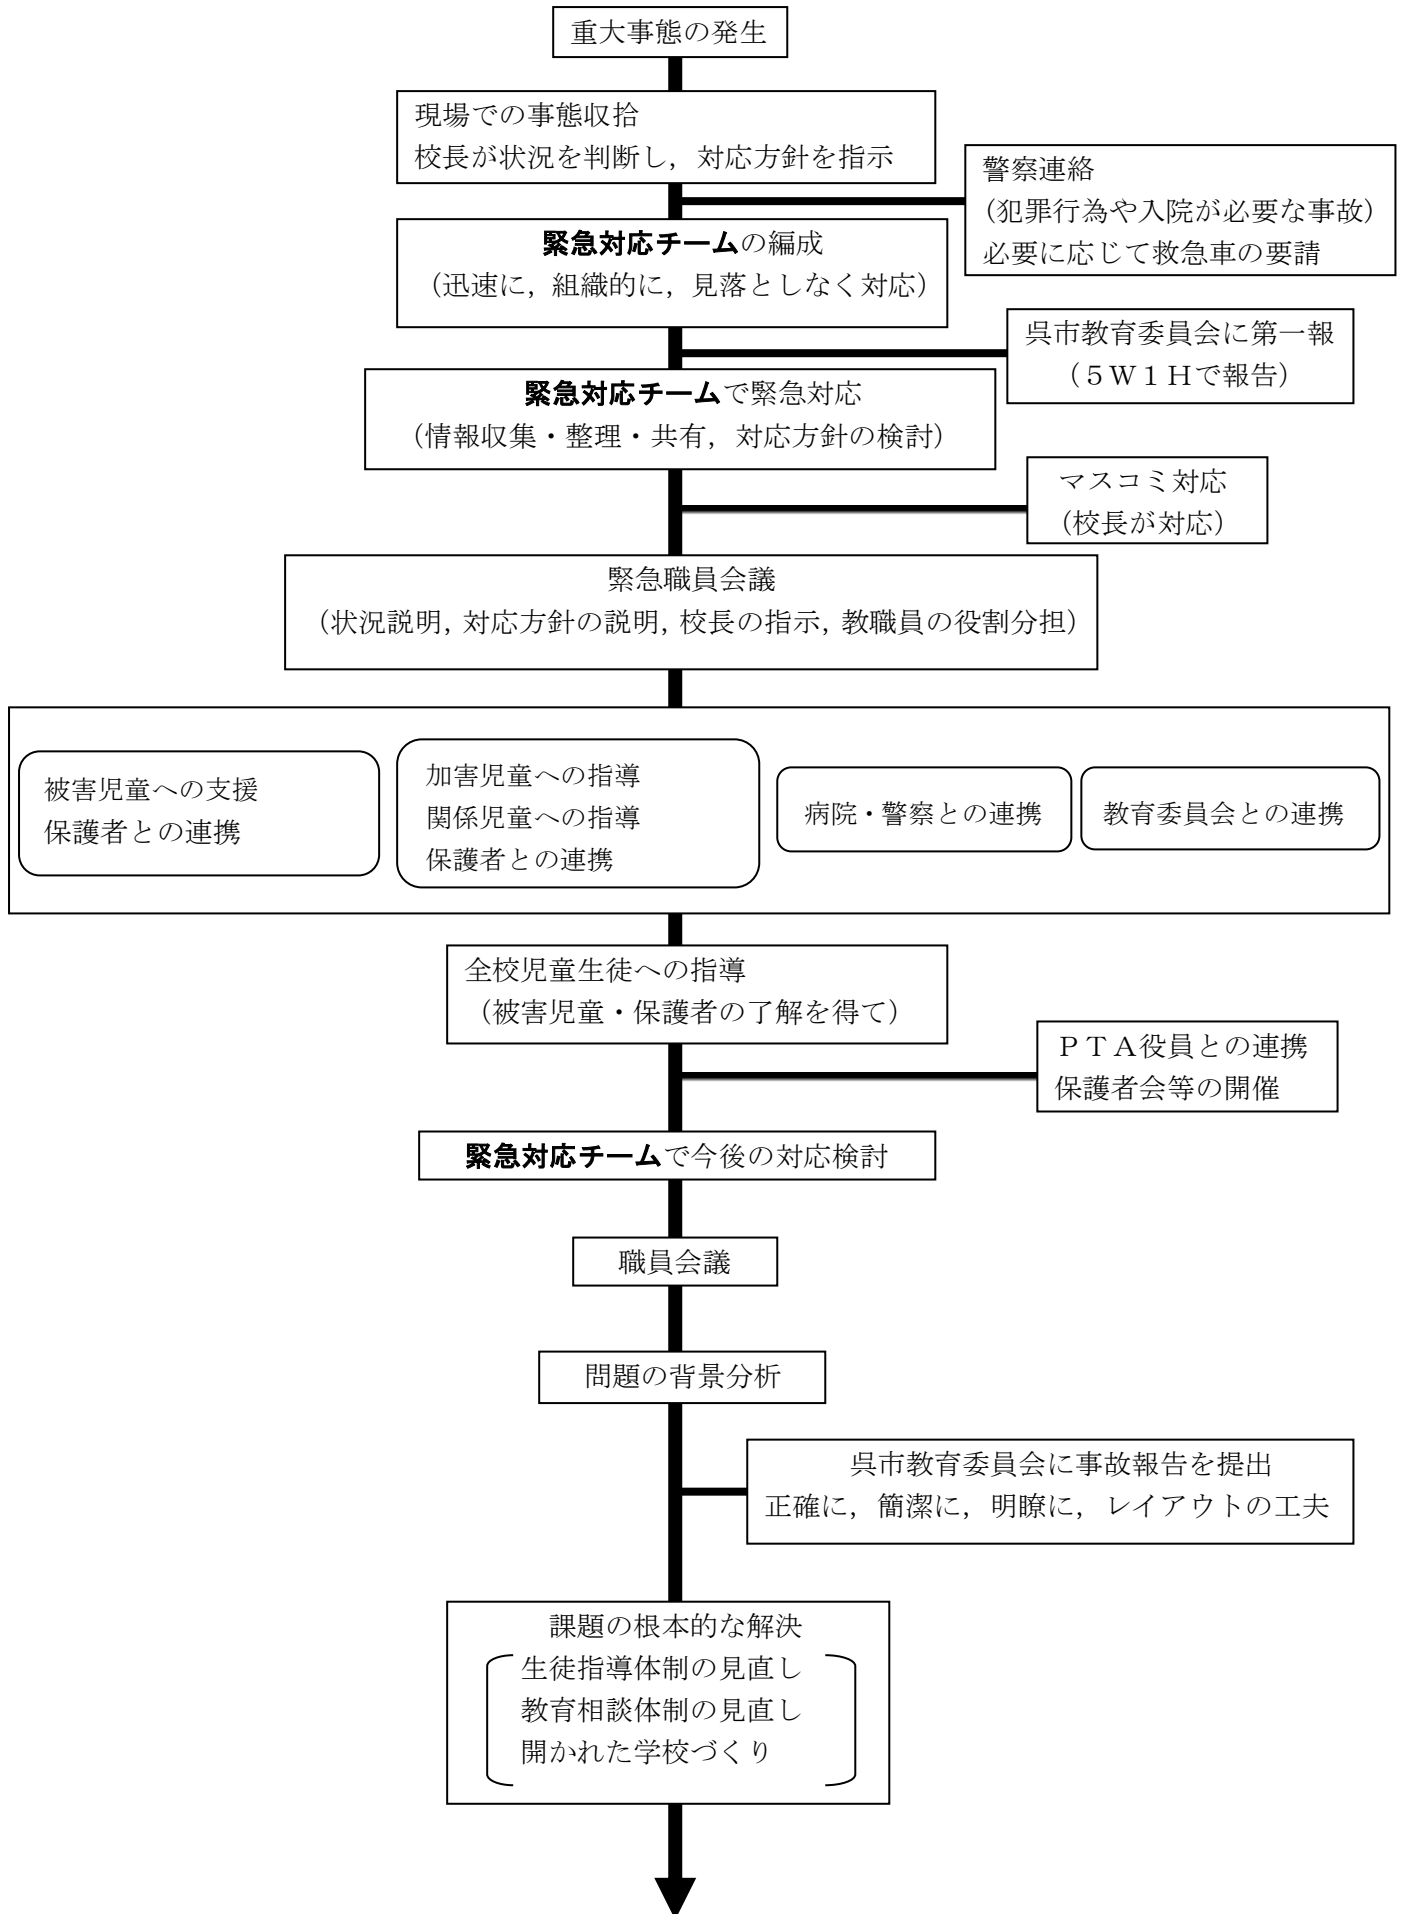 重大事態の発生
現場での事態収拾
校長が状況を判断し，対応方針を指示
警察連絡
（犯罪行為や入院が必要な事故）
必要に応じて救急車の要請
緊急対応チームの編成
（迅速に，組織的に，見落としなく対応）
呉市教育委員会に第一報
（５Ｗ１Ｈで報告）
緊急対応チームで緊急対応
（情報収集・整理・共有，対応方針の検討）
マスコミ対応
（校長が対応）
緊急職員会議
（状況説明，対応方針の説明，校長の指示，教職員の役割分担）
被害児童への支援
保護者との連携
加害児童への指導
関係児童への指導
保護者との連携
病院・警察との連携
教育委員会との連携
全校児童生徒への指導
（被害児童・保護者の了解を得て）
ＰＴＡ役員との連携
保護者会等の開催
緊急対応チームで今後の対応検討
職員会議
問題の背景分析
呉市教育委員会に事故報告を提出
正確に，簡潔に，明瞭に，レイアウトの工夫
課題の根本的な解決
生徒指導体制の見直し
教育相談体制の見直し
開かれた学校づくり